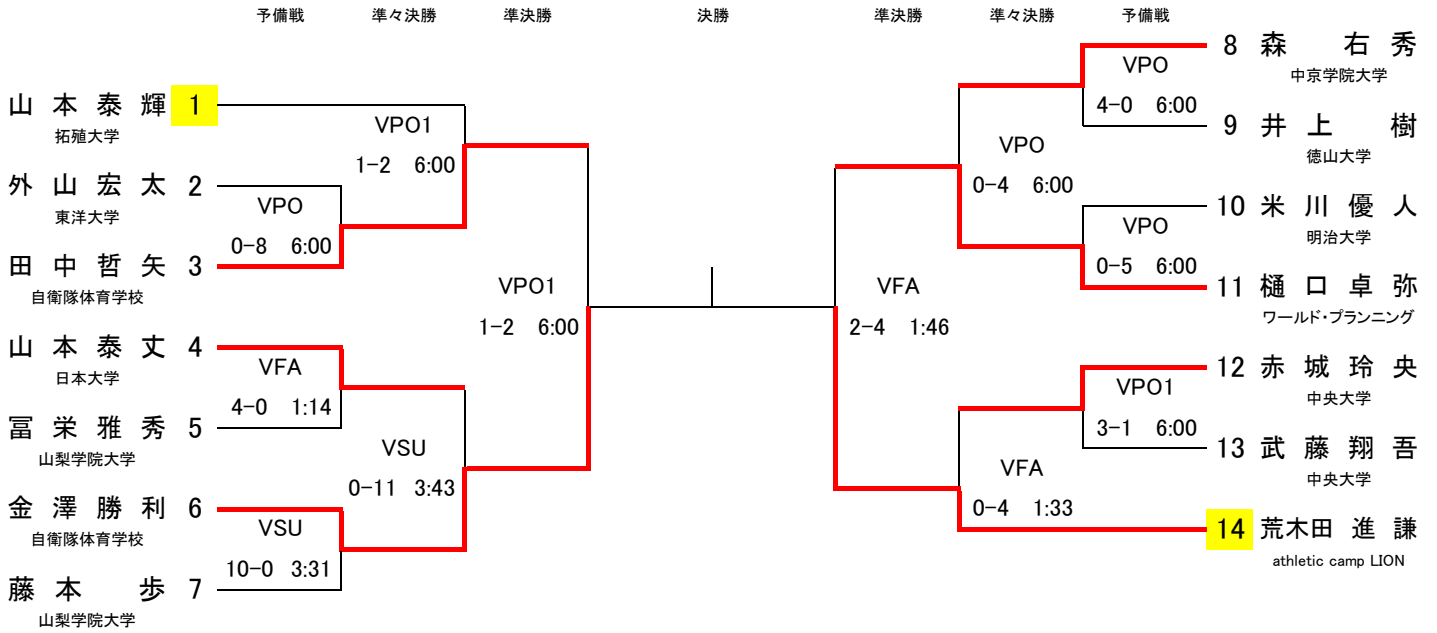 予備戦 準々決勝 準決勝 決勝 準決勝 準々決勝 予備戦
山本泰輝 1
拓殖大学
外山宏太 2
東洋大学
田中哲矢 3
自衛隊体育学校
山本泰丈 4
日本大学
冨栄雅秀 5
山梨学院大学
金澤勝利 6
自衛隊体育学校
藤本 歩 7
山梨学院大学
VPO
0-8 6:00
VFA
4-0 1:14
VSU
10-0 3:31
VPO1
1-2 6:00
VSU
0-11 3:43
VPO1
1-2 6:00
VFA
2-4 1:46
VPO
0-4 6:00
VFA
0-4 1:33
VPO
4-0 6:00
VPO
0-5 6:00
VPO1
3-1 6:00
8 森 右秀
中京学院大学
9 井上 樹
徳山大学
10 米川優人
明治大学
11 樋口卓弥
ワールド・プランニング
12 赤城玲央
中央大学
13 武藤翔吾
中央大学
14 荒木田進謙
athletic camp LION